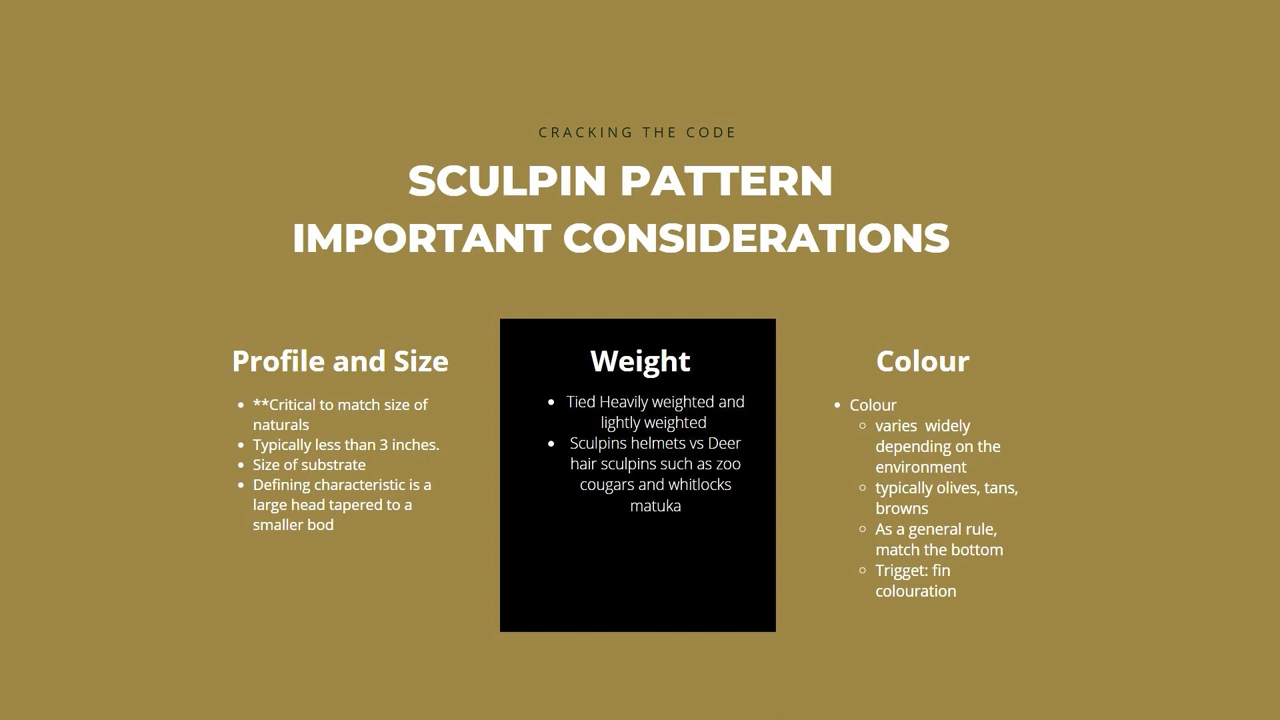 CRACKING THE CODE
SCULPIN PATTERN
IMPORTANT CONSIDERATIONS
Profile and Size
• **Critical to match size of
naturals
• Typically less than 3 inches.
• Size of substrate
• Defining characteristic is a
large head tapered to a
smaller bod
Weight
• Tied Heavily weighted and
lightly weighted
• Sculpins helmets vs Deer
hair sculpins such as zoo
cougars and whitlocks
matuka
Colour
• Colour
◦ varies  widely
depending on the
environment
◦ typically olives, tans,
browns
◦ As a general rule,
match the bottom
◦ Trigget: fin
colouration